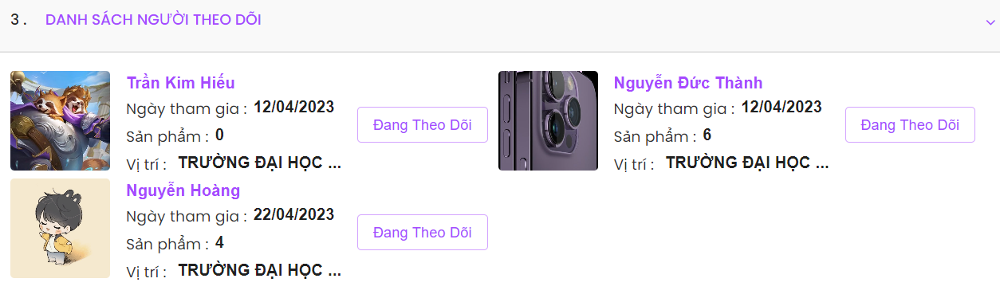 3 . DANH SÁCH NGƯỜI THEO DÕI
Trần Kim Hiếu
Ngày tham gia : 12/04/2023
Sản phẩm : 0
Vị trí : TRƯỜNG ĐẠI HỌC ...
Đang Theo Dõi
Nguyễn Đức Thành
Ngày tham gia : 12/04/2023
Sản phẩm : 6
Vị trí : TRƯỜNG ĐẠI HỌC ...
Đang Theo Dõi
Nguyễn Hoàng
Ngày tham gia : 22/04/2023
Sản phẩm : 4
Vị trí : TRƯỜNG ĐẠI HỌC ...
Đang Theo Dõi